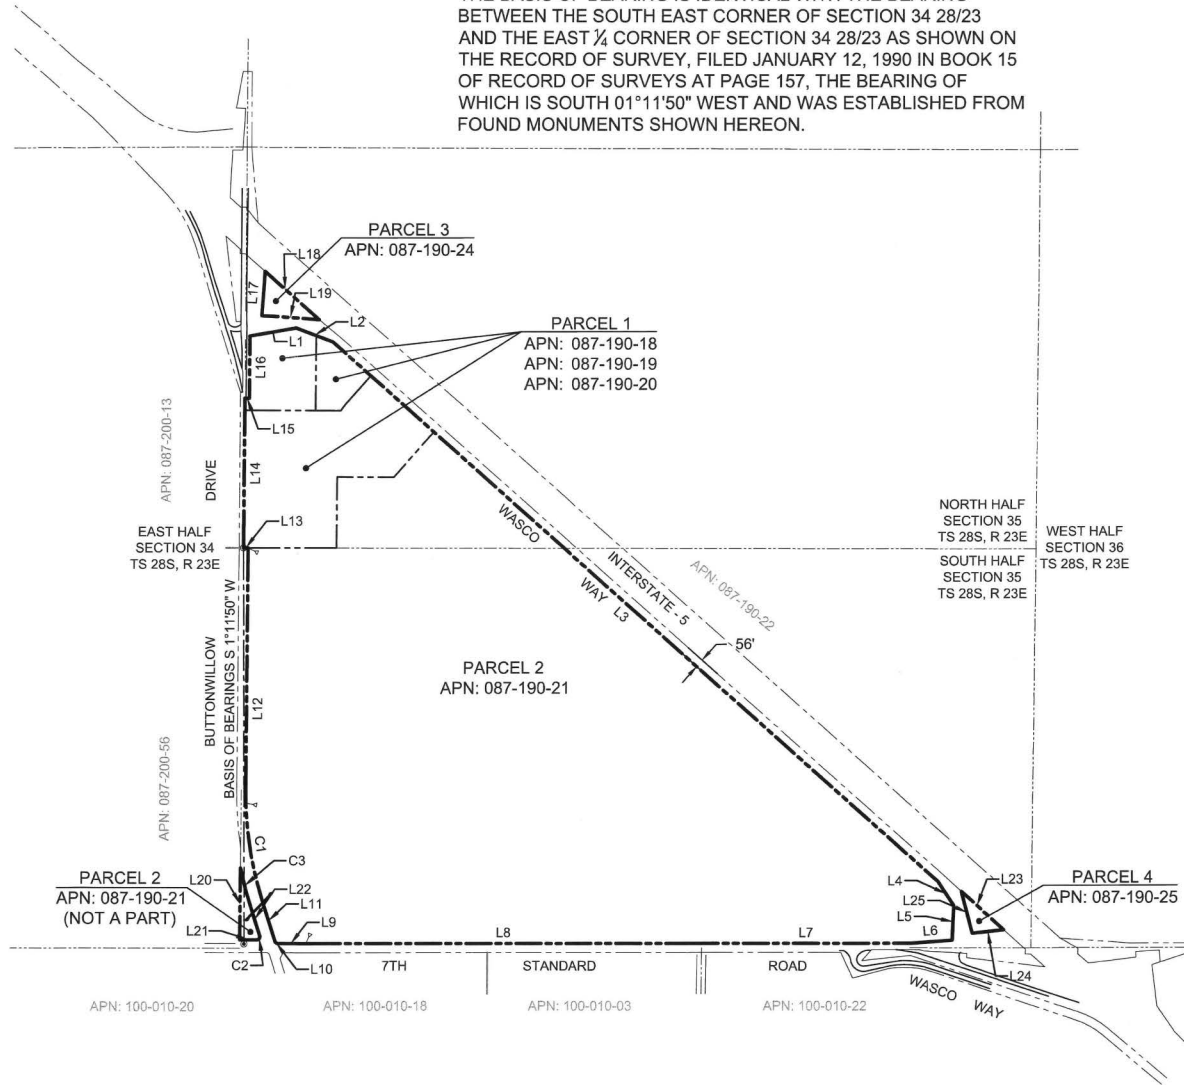 THE BASIS OF BEARING IS IDENTICAL WITH THE BEARING
BETWEEN THE SOUTH EAST CORNER OF SECTION 34 28/23
AND THE EAST ¼ CORNER OF SECTION 34 28/23 AS SHOWN ON
THE RECORD OF SURVEY, FILED JANUARY 12, 1990 IN BOOK 15
OF RECORD OF SURVEYS AT PAGE 157, THE BEARING OF
WHICH IS SOUTH 01°11'50" WEST AND WAS ESTABLISHED FROM
FOUND MONUMENTS SHOWN HEREON.
PARCEL 3
APN: 087-190-24
L18
L17
L19
L2
L1
L16
PARCEL 1
APN: 087-190-18
APN: 087-190-19
APN: 087-190-20
L15
APN: 087-200-13
DRIVE
L14
L13
EAST HALF
SECTION 34
TS 28S, R 23E
WASCO
WAY
L3
INTERSTATE - 5
APN: 087-190-22
56'
NORTH HALF
SECTION 35
TS 28S, R 23E
SOUTH HALF
SECTION 35
TS 28S, R 23E
WEST HALF
SECTION 36
TS 28S, R 23E
BUTTONWILLOW
BASIS OF BEARINGS S 1°11'50" W
L12
PARCEL 2
APN: 087-190-21
APN: 087-200-56
C1
C3
PARCEL 2
APN: 087-190-21
(NOT A PART)
L20
L22
L11
L21
L9
C2
L10
L8
L7
L4
L25
L5
L6
L23
PARCEL 4
APN: 087-190-25
L24
7TH
STANDARD
ROAD
WASCO
WAY
APN: 100-010-20
APN: 100-010-18
APN: 100-010-03
APN: 100-010-22